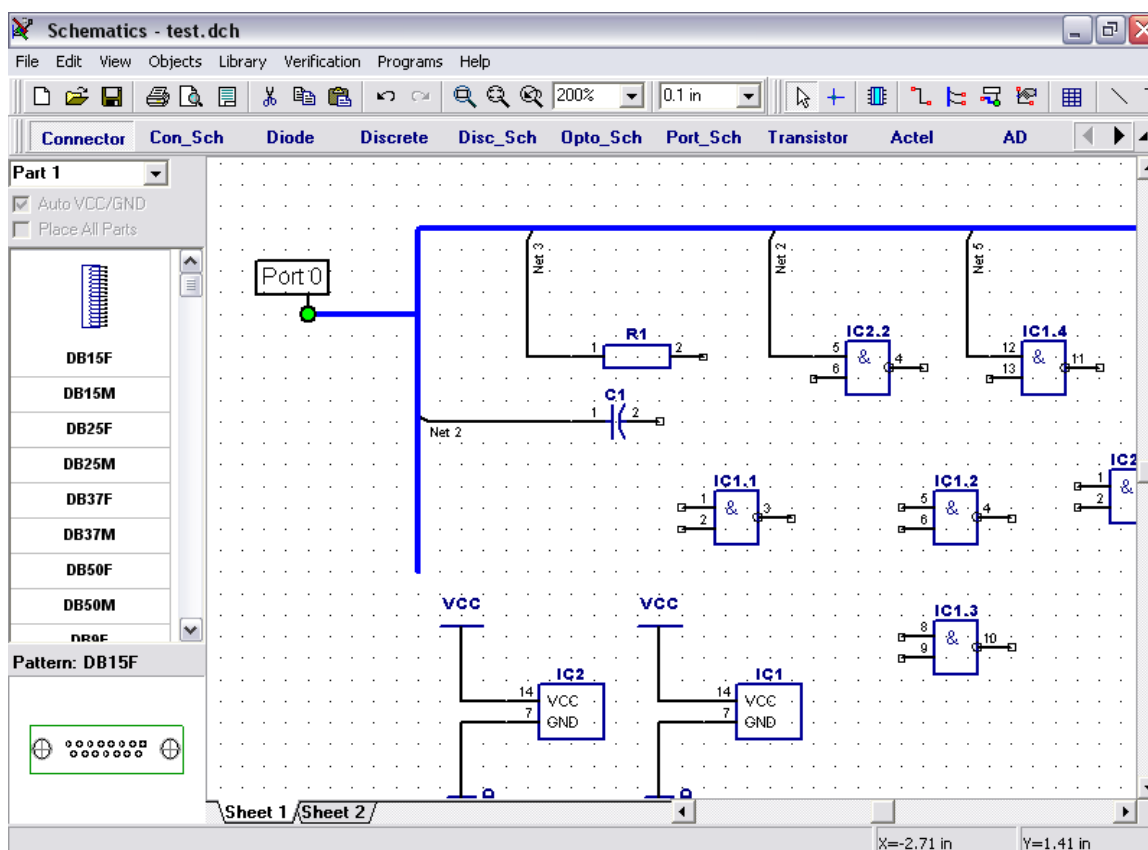 Schematics - test.dch
File Edit View Objects Library Verification Programs Help
200% 0.1 in
Connector Con_Sch Diode Discrete Disc_Sch Opto_Sch Port_Sch Transistor Actel AD
Part 1
Auto VCC/GND
Place All Parts
DB15F
DB15M
DB25F
DB25M
DB37F
DB37M
DB50F
DB50M
DB9F
Pattern: DB15F
Port 0
Net 3
Net 2
Net 5
R1
1 2
IC2.2
5 & 4
6
IC1.4
12 & 11
13
C1
1 2
Net 2
IC1.1
1 & 3
2
IC1.2
5 & 4
6
IC2
1 &
2
IC1.3
8 & 10
9
VCC
VCC
IC2
14 VCC
7 GND
IC1
14 VCC
7 GND
Sheet 1 Sheet 2
X=-2.71 in Y=1.41 in